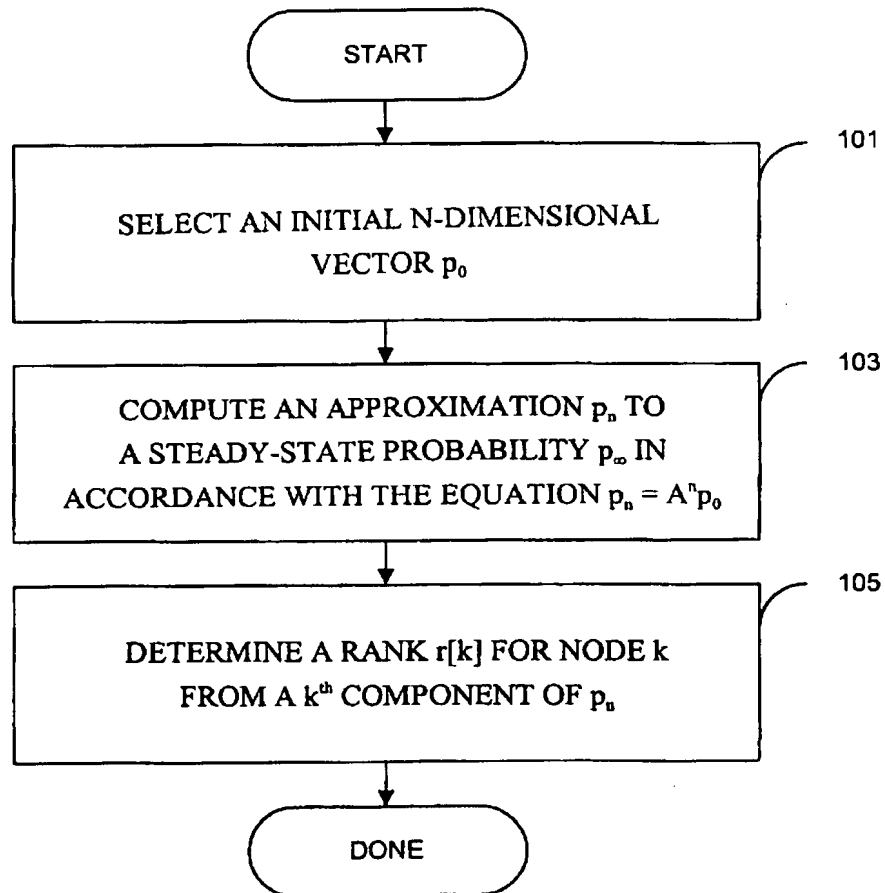 START
101
SELECT AN INITIAL N-DIMENSIONAL
VECTOR p₀
103
COMPUTE AN APPROXIMATION pₙ TO
A STEADY-STATE PROBABILITY p∞ IN
ACCORDANCE WITH THE EQUATION pₙ = Aⁿp₀
105
DETERMINE A RANK r[k] FOR NODE k
FROM A kᵗʰ COMPONENT OF pₙ
DONE